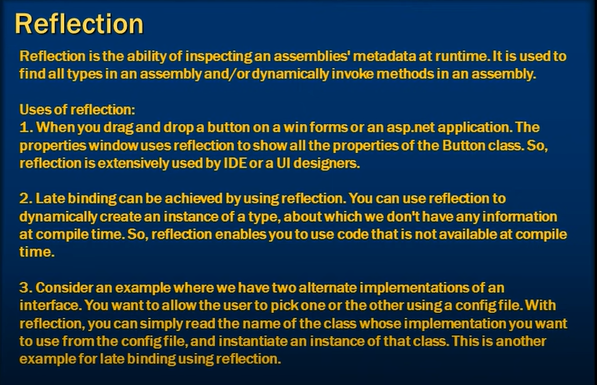 Reflection
Reflection is the ability of inspecting an assemblies' metadata at runtime. It is used to
find all types in an assembly and/or dynamically invoke methods in an assembly.
Uses of reflection:
1. When you drag and drop a button on a win forms or an asp.net application. The
properties window uses reflection to show all the properties of the Button class. So,
reflection is extensively used by IDE or a UI designers.
2. Late binding can be achieved by using reflection. You can use reflection to
dynamically create an instance of a type, about which we don't have any information
at compile time. So, reflection enables you to use code that is not available at compile
time.
3. Consider an example where we have two alternate implementations of an
interface. You want to allow the user to pick one or the other using a config file. With
reflection, you can simply read the name of the class whose implementation you want
to use from the config file, and instantiate an instance of that class. This is another
example for late binding using reflection.